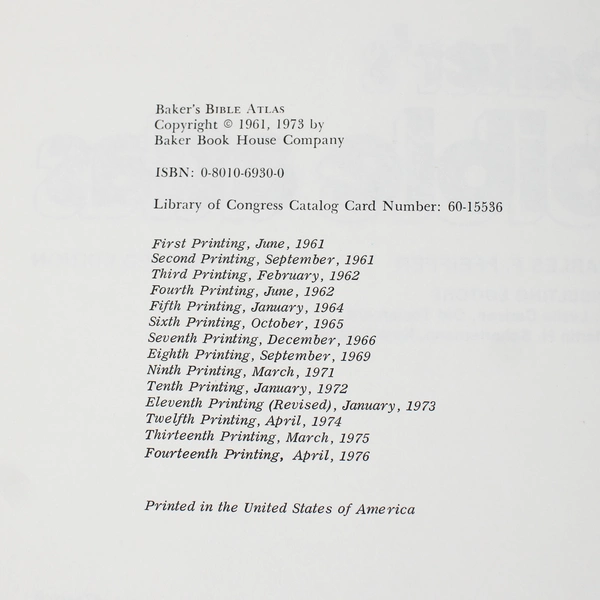 Baker's Bible Atlas
Copyright © 1961, 1973 by
Baker Book House Company
ISBN: 0-8010-6930-0
Library of Congress Catalog Card Number: 60-15536
First Printing, June, 1961
Second Printing, September, 1961
Third Printing, February, 1962
Fourth Printing, June, 1962
Fifth Printing, January, 1964
Sixth Printing, October, 1965
Seventh Printing, December, 1966
Eighth Printing, September, 1969
Ninth Printing, March, 1971
Tenth Printing, January, 1972
Eleventh Printing (Revised), January, 1973
Twelfth Printing, April, 1974
Thirteenth Printing, March, 1975
Fourteenth Printing, April, 1976
Printed in the United States of America